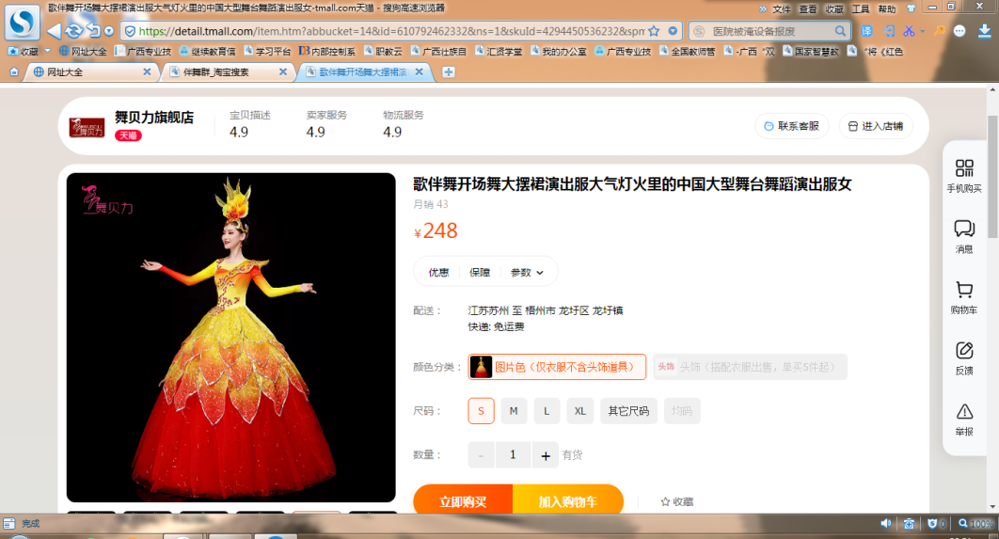 歌伴舞开场舞大摆裙演出服大气灯火里的中国大型舞台舞蹈演出服女-tmall.com天猫 - 搜狗高速浏览器
文件 查看 收藏 工具 帮助
https://detail.tmall.com/item.htm?abbucket=14&id=610792462332&ns=1&skuId=4294450536232&spm
医院被淹设备报废
收藏 网址大全 广西专业技 继续教育信 学习平台 内部控制系 职教云 广西壮族自 汇贤学堂 我的办公室 广西专业技 全国教师管 -广西“双 国家智慧教 “将《红色
网址大全
伴舞群_淘宝搜索
歌伴舞开场舞大摆裙演
舞贝力旗舰店
天猫
宝贝描述
4.9
卖家服务
4.9
物流服务
4.9
联系客服
进入店铺
舞贝力
歌伴舞开场舞大摆裙演出服大气灯火里的中国大型舞台舞蹈演出服女
月销 43
¥248
优惠 保障 参数
配送： 江苏苏州 至 梧州市 龙圩区 龙圩镇
快递: 免运费
颜色分类： 图片色（仅衣服不含头饰道具） 头饰 头饰（搭配衣服出售，单买5件起）
尺码： S M L XL 其它尺码 均码
数量： - 1 + 有货
立即购买 加入购物车 收藏
手机购买
消息
购物车
反馈
举报
完成
0
100%